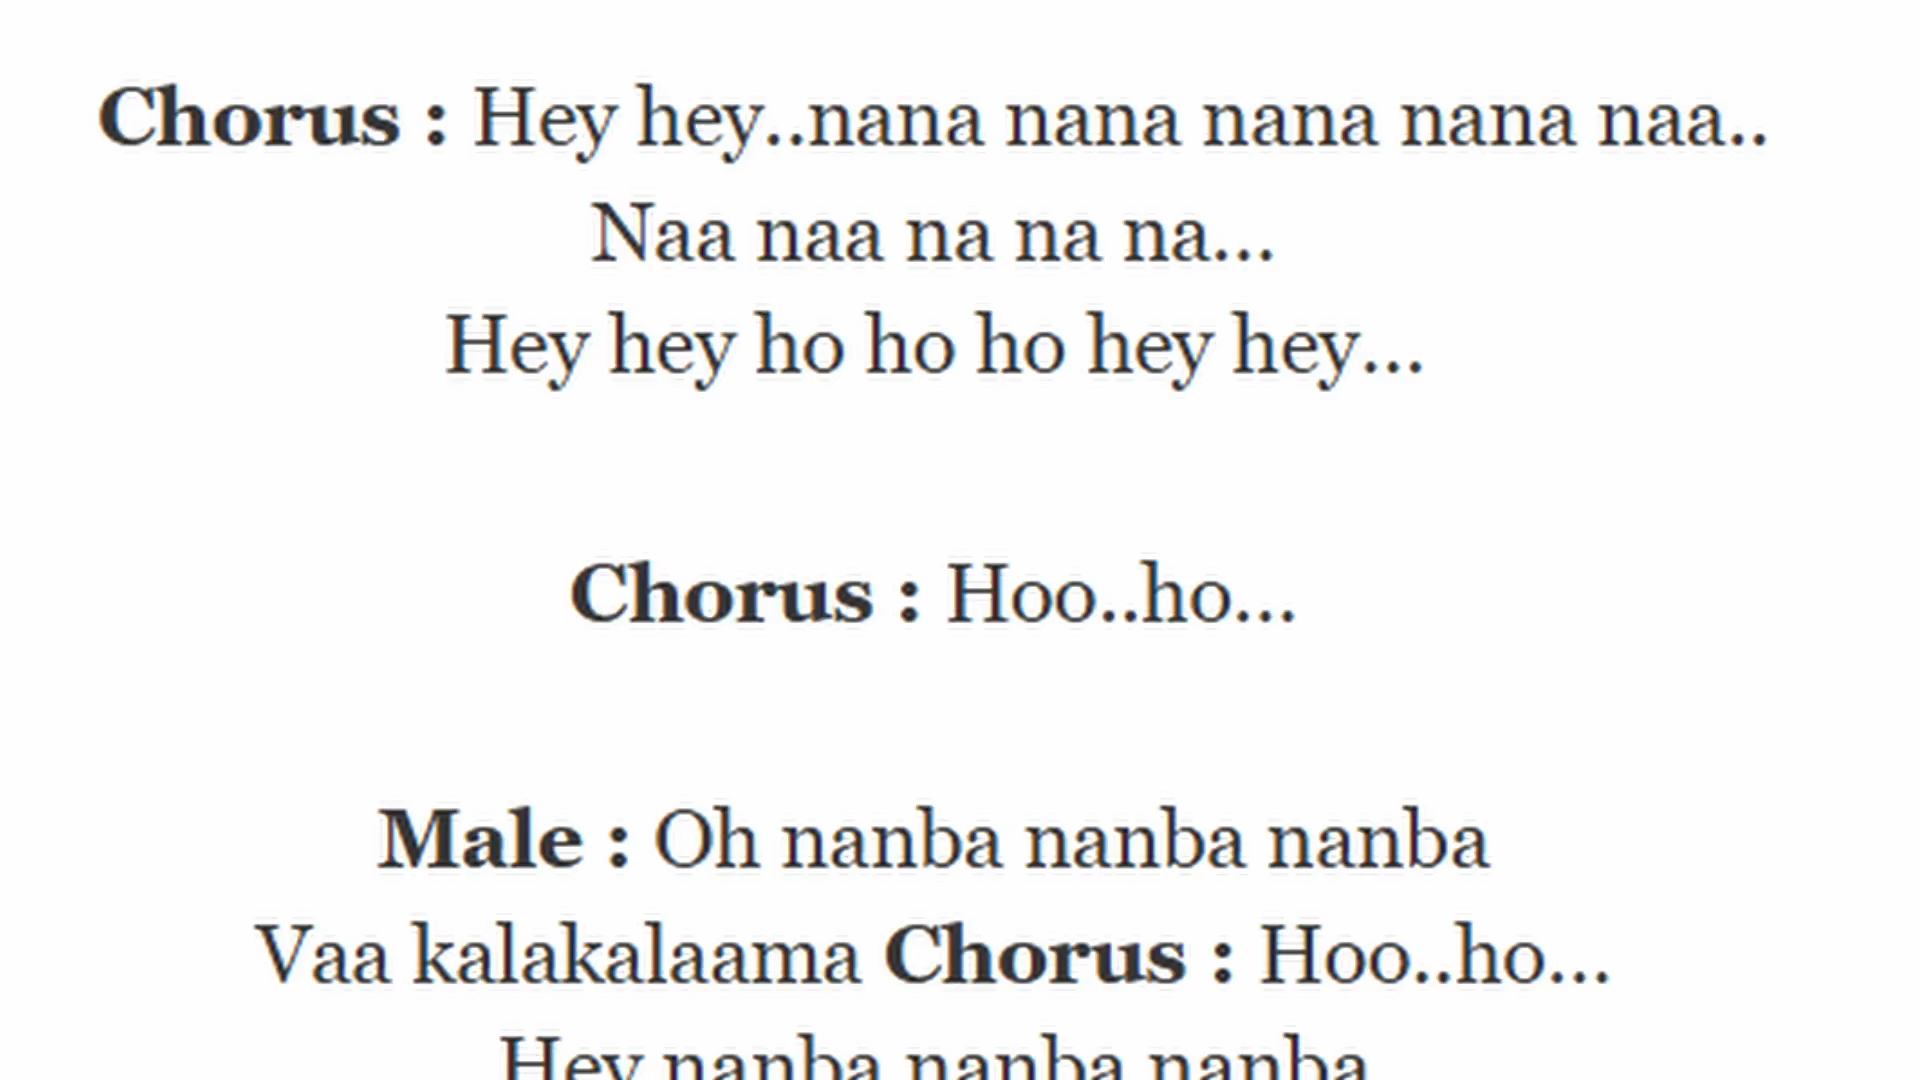 Chorus : Hey hey..nana nana nana nana naa..
Naa naa na na na...
Hey hey ho ho ho hey hey...
Chorus : Hoo..ho...
Male : Oh nanba nanba nanba
Vaa kalakalaama Chorus : Hoo..ho...
Hey nanba nanba nanba